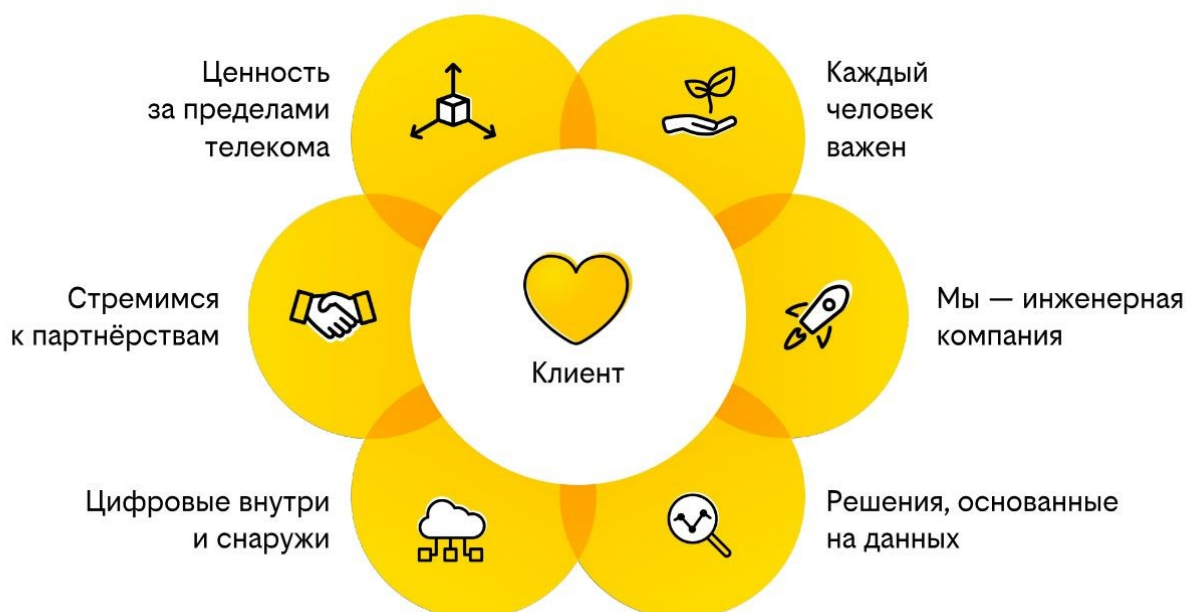 Ценность
за пределами
телекома
Каждый
человек
важен
Стремимся
к партнёрствам
Клиент
Мы — инженерная
компания
Цифровые внутри
и снаружи
Решения, основанные
на данных